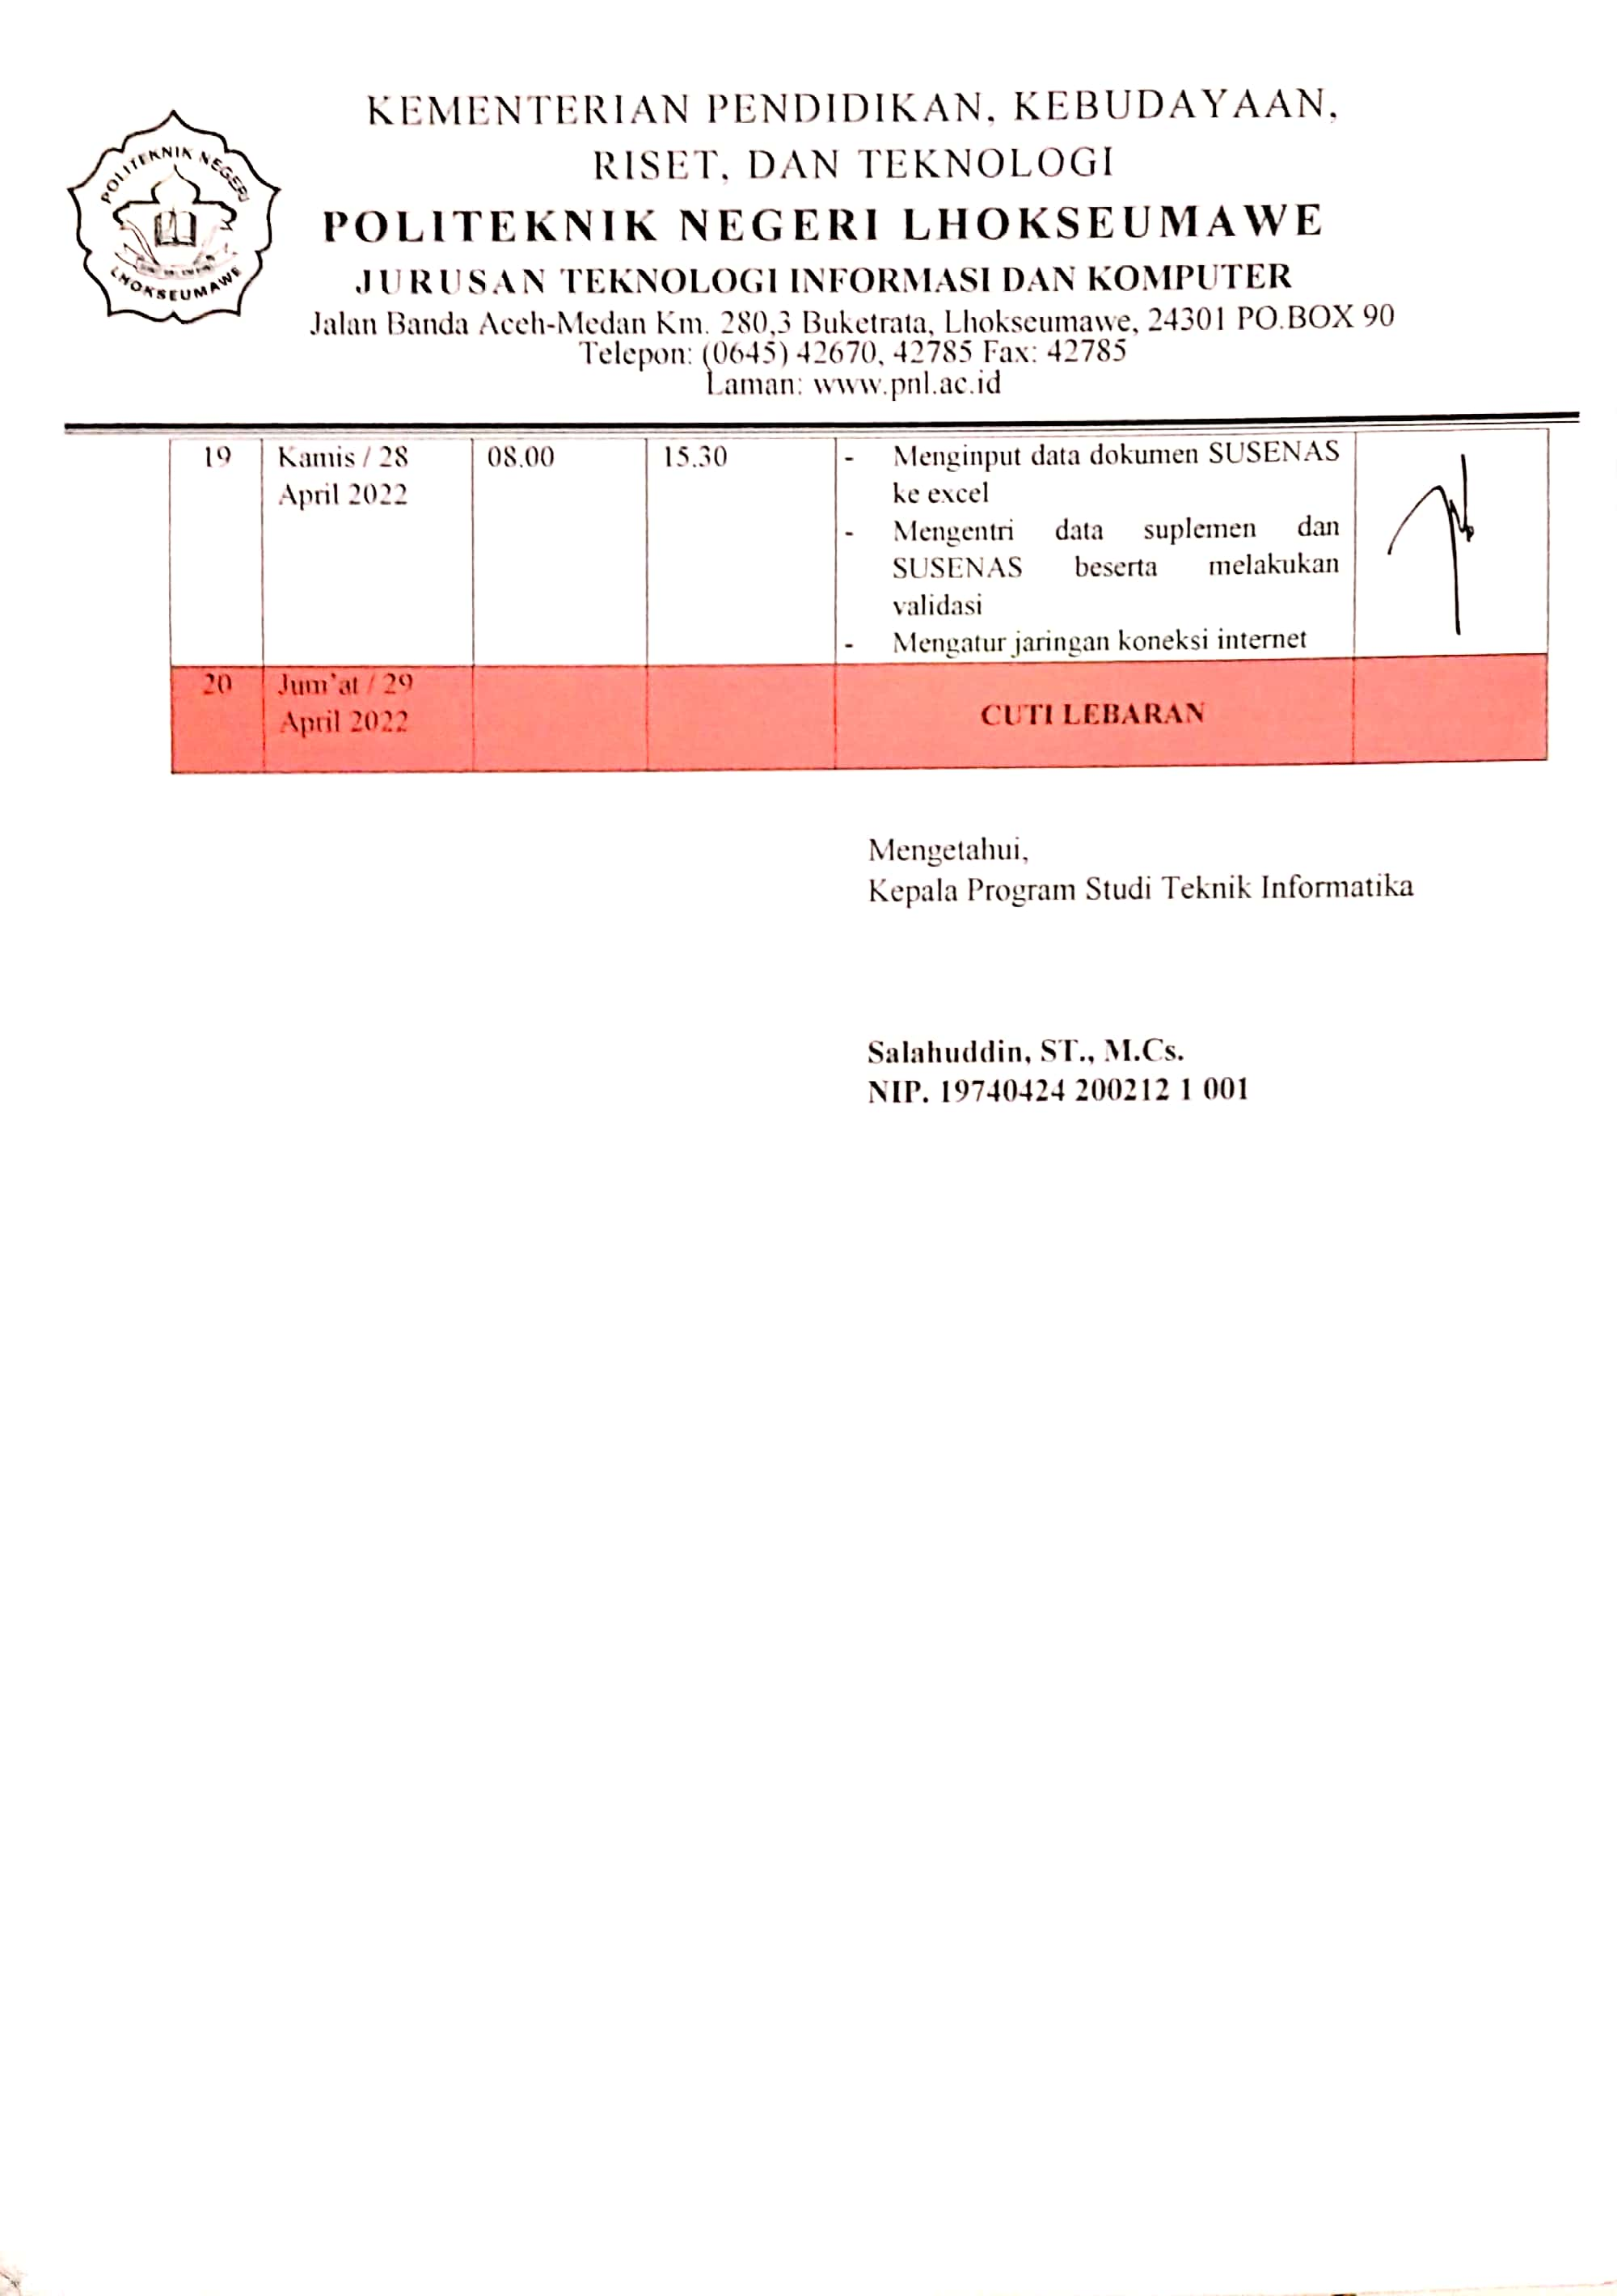 POLITEKNIK NEGERI
LHOKSEUMAWE
KEMENTERIAN PENDIDIKAN, KEBUDAYAAN,
RISET, DAN TEKNOLOGI
POLITEKNIK NEGERI LHOKSEUMAWE
JURUSAN TEKNOLOGI INFORMASI DAN KOMPUTER
Jalan Banda Aceh-Medan Km. 280,3 Buketrata, Lhokseumawe, 24301 PO.BOX 90
Telepon: (0645) 42670, 42785 Fax: 42785
Laman: www.pnl.ac.id
19 Kamis / 28 08.00 15.30 - Menginput data dokumen SUSENAS
April 2022 ke excel
- Mengentri data suplemen dan
SUSENAS beserta melakukan
validasi
- Mengatur jaringan koneksi internet
20 Jum'at / 29
April 2022 CUTI LEBARAN
Mengetahui,
Kepala Program Studi Teknik Informatika
Salahuddin, ST., M.Cs.
NIP. 19740424 200212 1 001